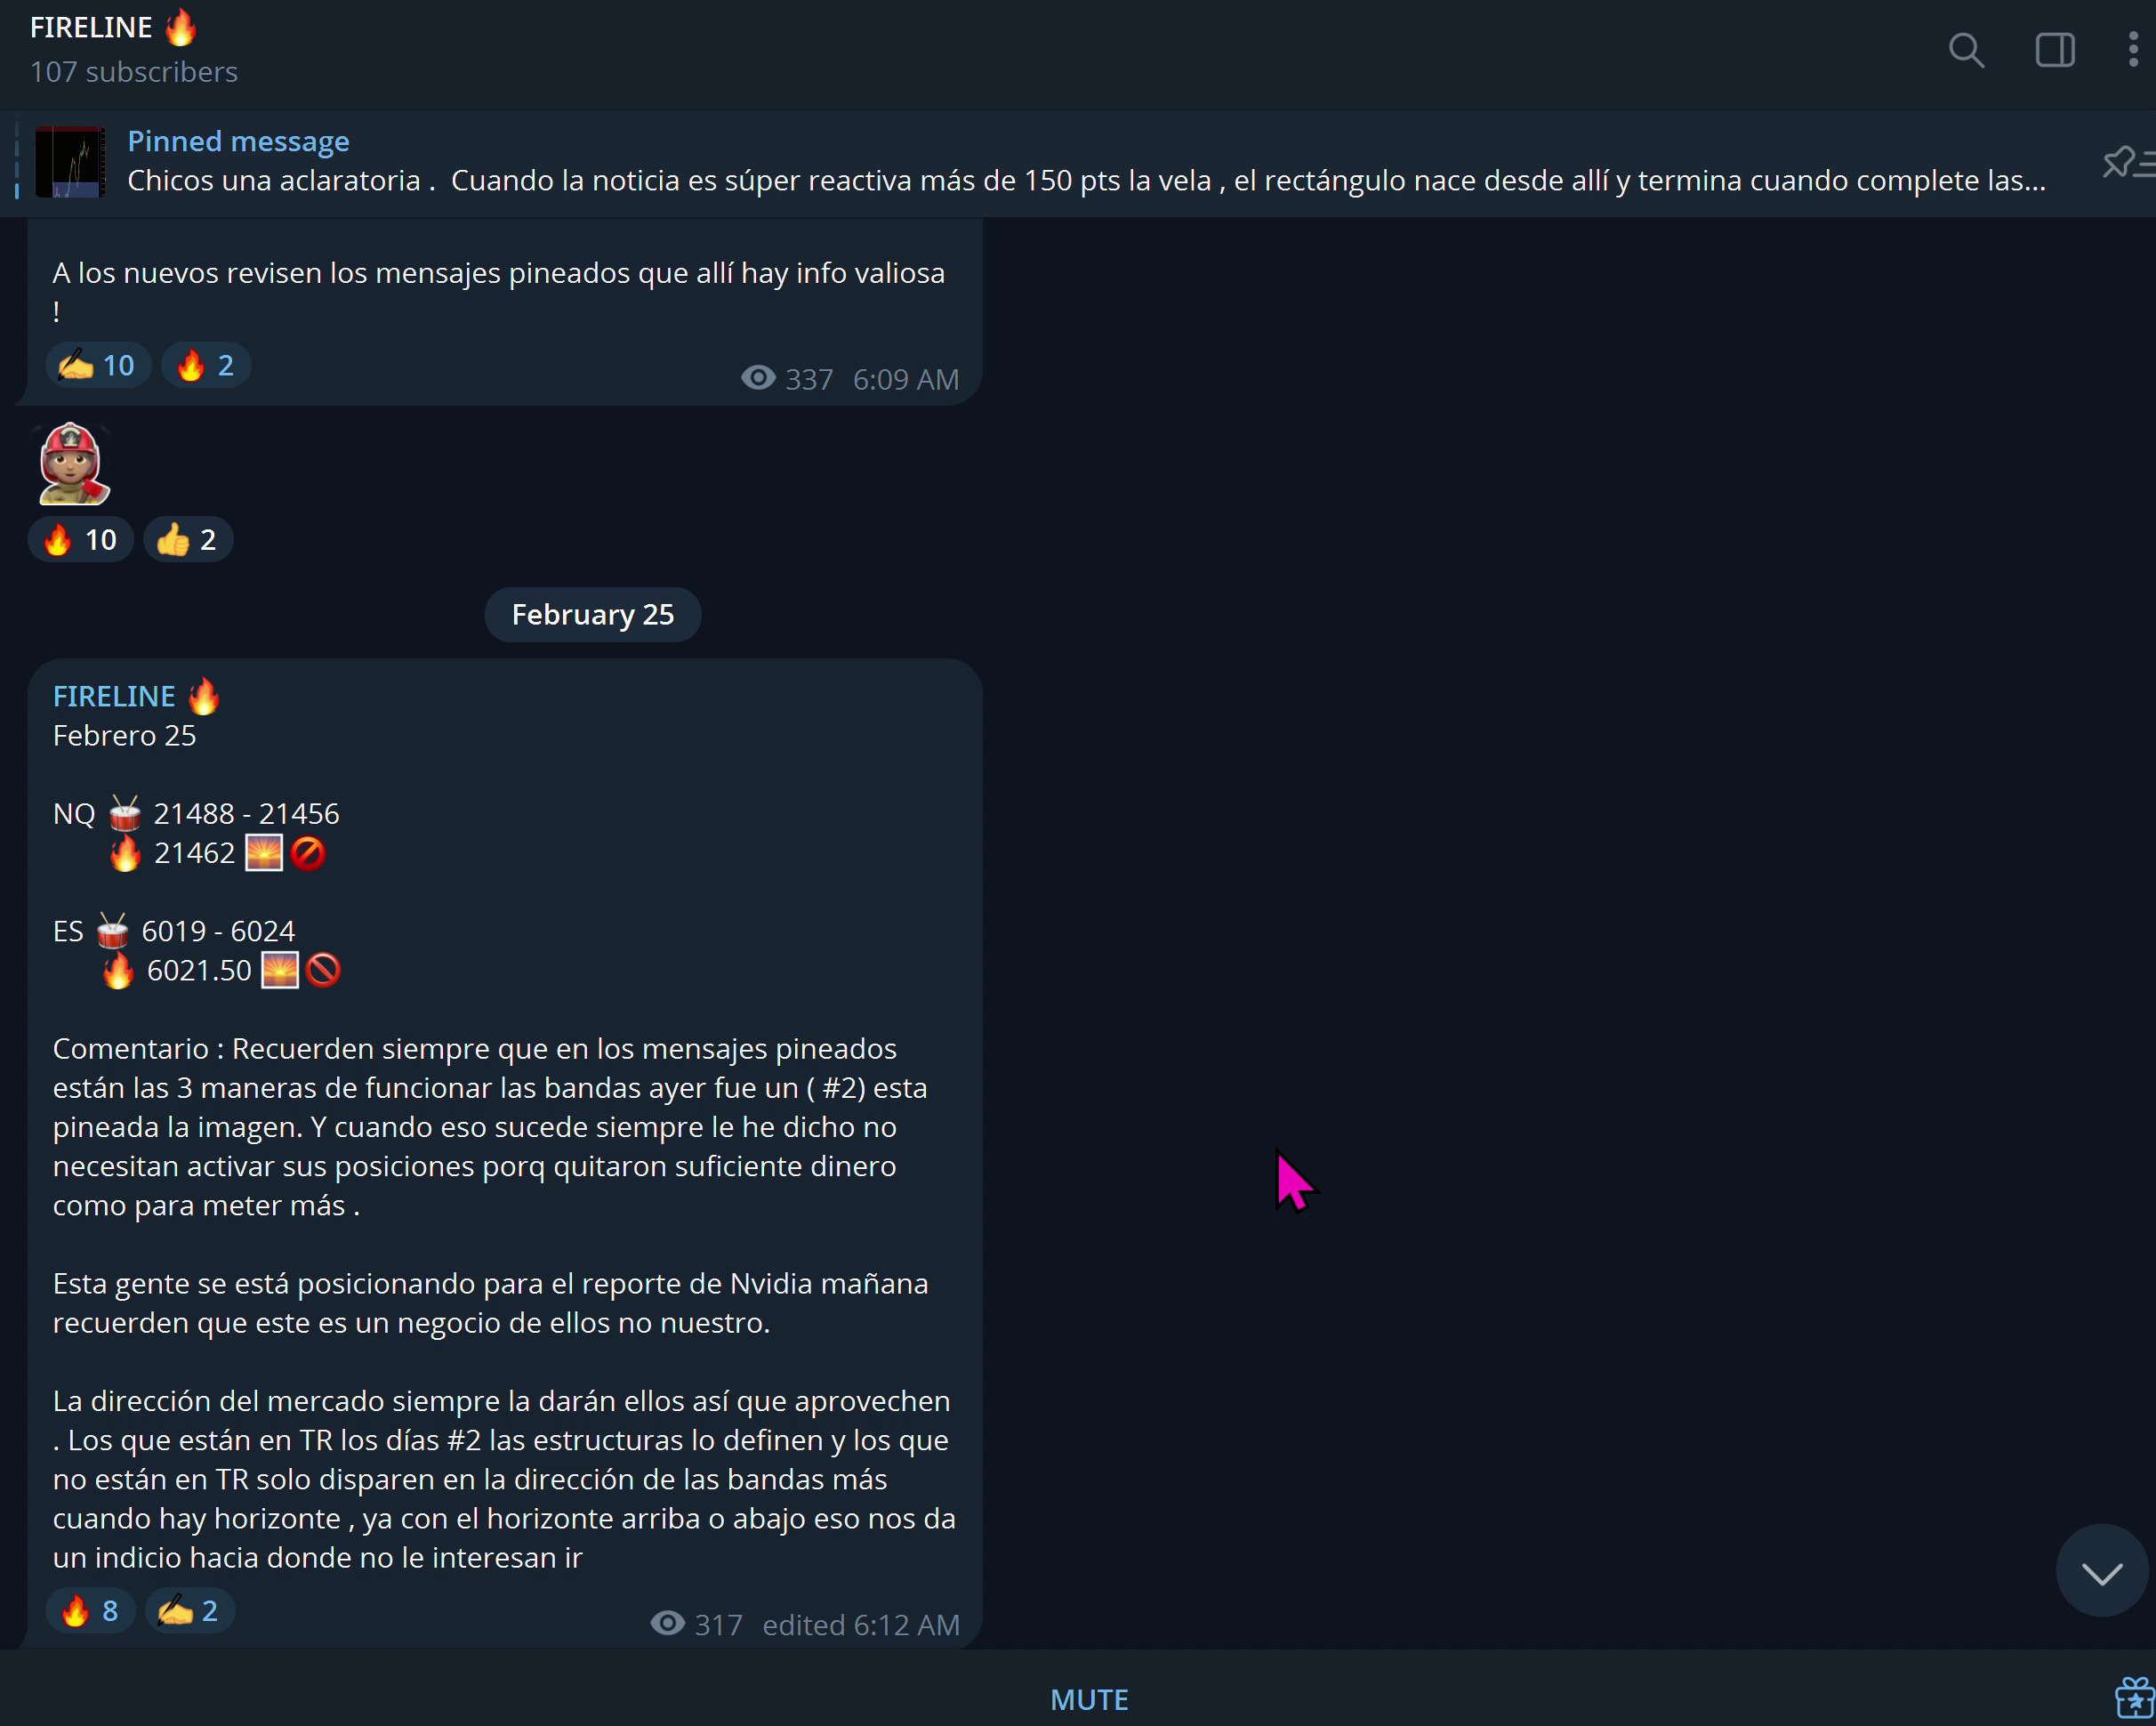 FIRELINE 🔥
107 subscribers
Pinned message
Chicos una aclaratoria . Cuando la noticia es súper reactiva más de 150 pts la vela , el rectángulo nace desde allí y termina cuando complete las...
A los nuevos revisen los mensajes pineados que allí hay info valiosa
!
✍️ 10 🔥 2
337 6:09 AM
🔥 10 👍 2
February 25
FIRELINE 🔥
Febrero 25
NQ 🥁 21488 - 21456
🔥 21462 🌅🚫
ES 🥁 6019 - 6024
🔥 6021.50 🌅🚫
Comentario : Recuerden siempre que en los mensajes pineados
están las 3 maneras de funcionar las bandas ayer fue un ( #2) esta
pineada la imagen. Y cuando eso sucede siempre le he dicho no
necesitan activar sus posiciones porq quitaron suficiente dinero
como para meter más .
Esta gente se está posicionando para el reporte de Nvidia mañana
recuerden que este es un negocio de ellos no nuestro.
La dirección del mercado siempre la darán ellos así que aprovechen
. Los que están en TR los días #2 las estructuras lo definen y los que
no están en TR solo disparen en la dirección de las bandas más
cuando hay horizonte , ya con el horizonte arriba o abajo eso nos da
un indicio hacia donde no le interesan ir
🔥 8 ✍️ 2
317 edited 6:12 AM
MUTE